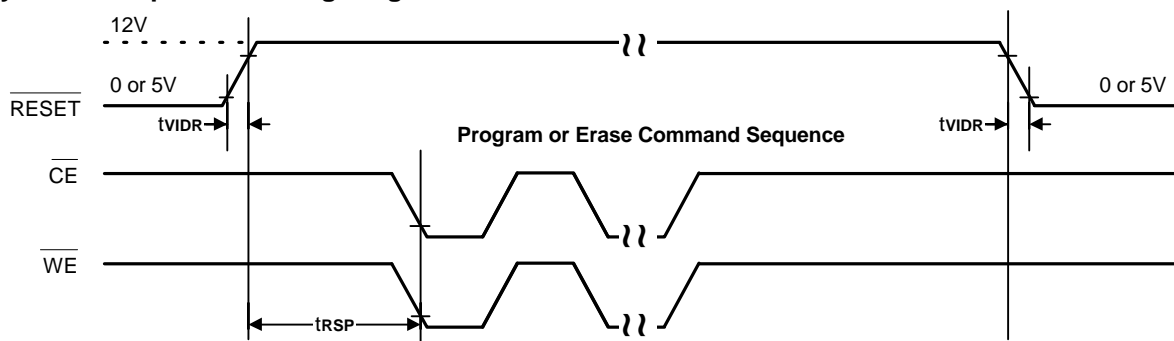 12V
0 or 5V
0 or 5V
RESET
tVIDR
tVIDR
Program or Erase Command Sequence
CE
WE
tRSP